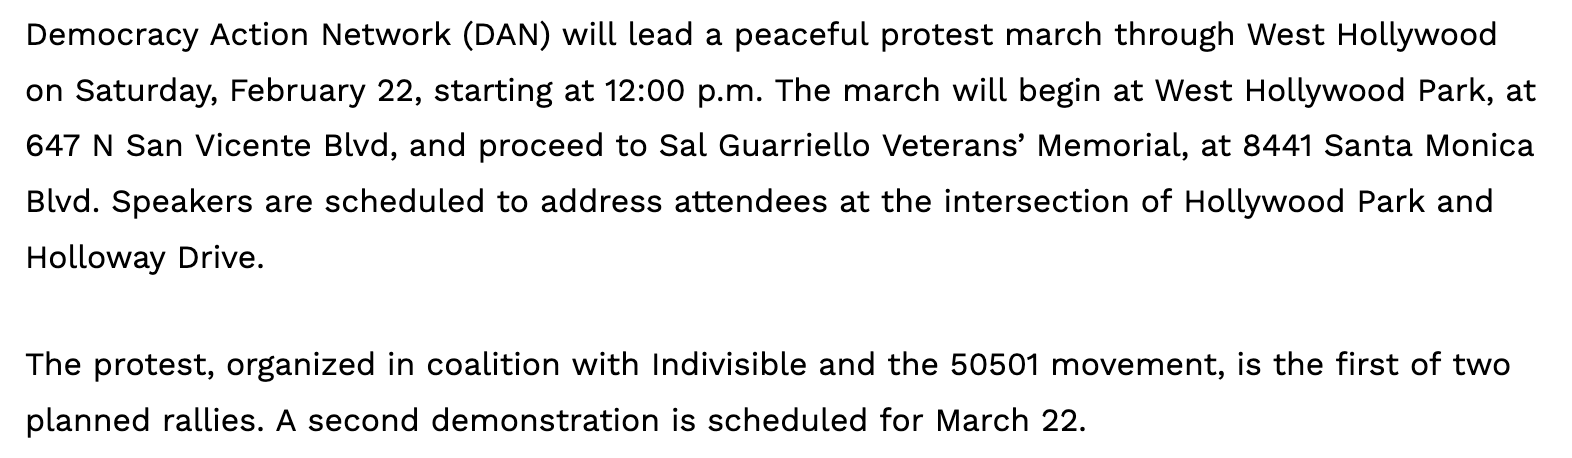 Democracy Action Network (DAN) will lead a peaceful protest march through West Hollywood
on Saturday, February 22, starting at 12:00 p.m. The march will begin at West Hollywood Park, at
647 N San Vicente Blvd, and proceed to Sal Guarriello Veterans’ Memorial, at 8441 Santa Monica
Blvd. Speakers are scheduled to address attendees at the intersection of Hollywood Park and
Holloway Drive.
The protest, organized in coalition with Indivisible and the 50501 movement, is the first of two
planned rallies. A second demonstration is scheduled for March 22.